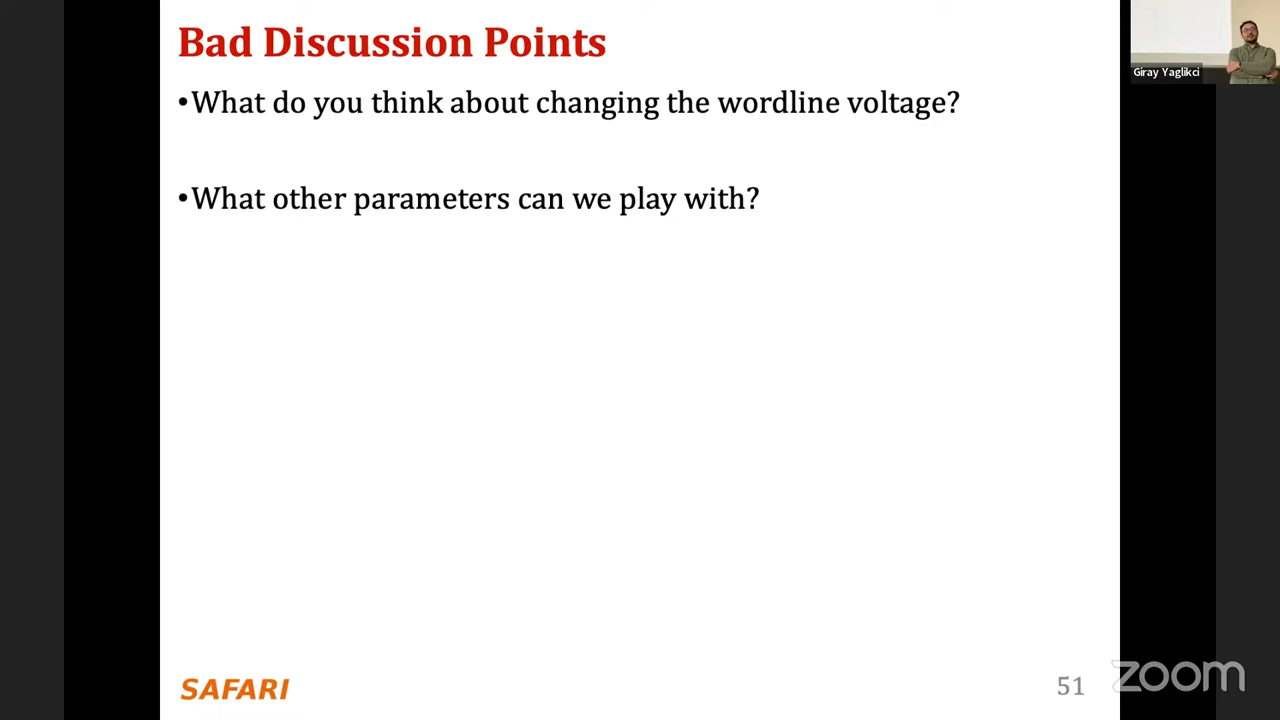 Bad Discussion Points
•What do you think about changing the wordline voltage?
•What other parameters can we play with?
SAFARI
51
Giray Yaglikci
zoom